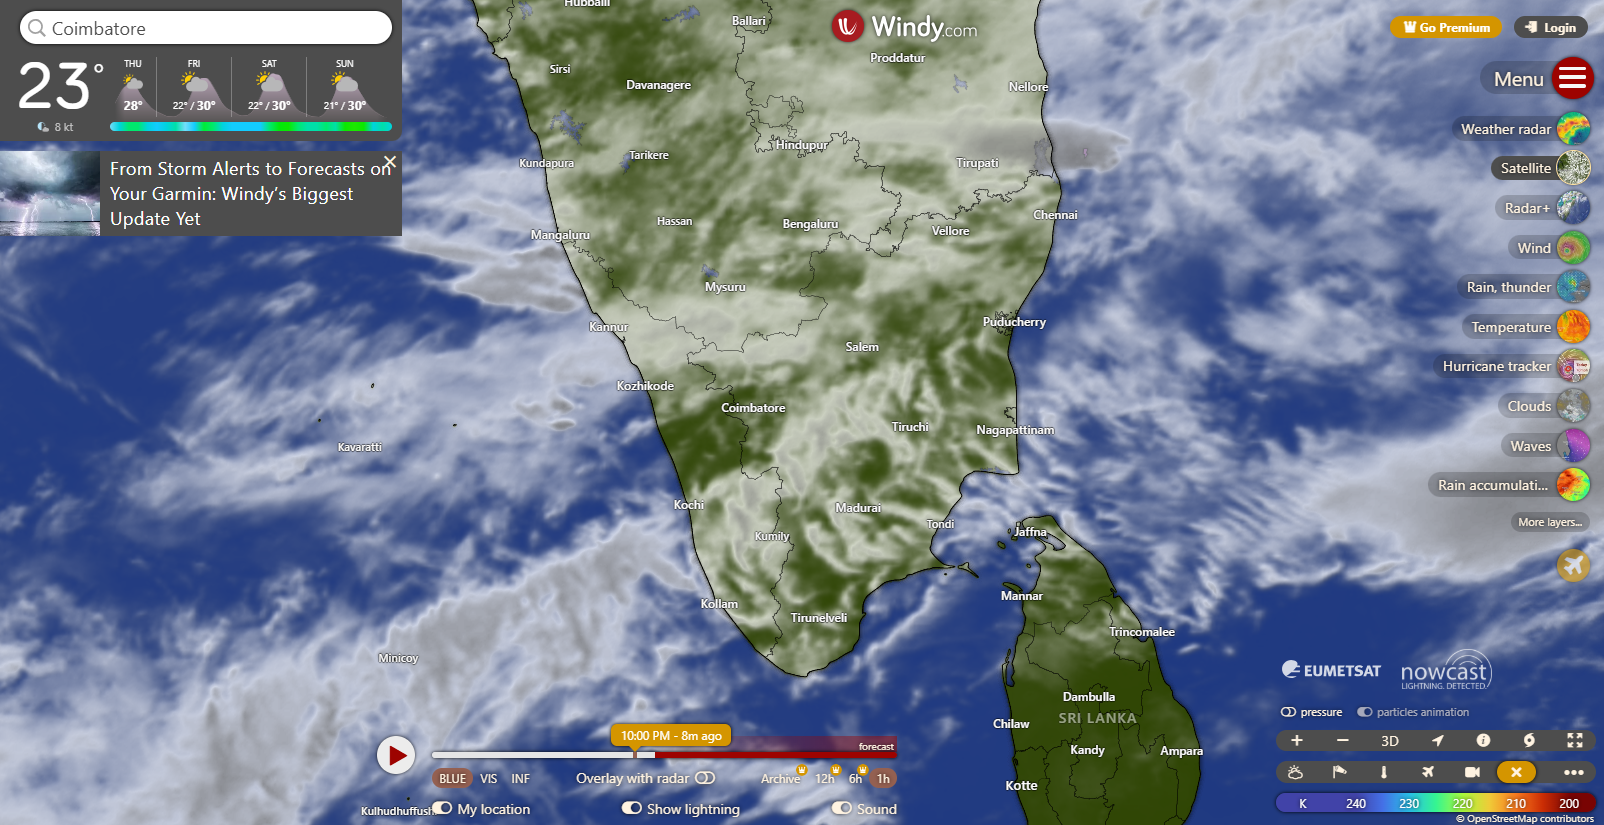 Coimbatore
23°
8 kt
THU
28°
FRI
22° / 30°
SAT
22° / 30°
SUN
21° / 30°
From Storm Alerts to Forecasts on
Your Garmin: Windy's Biggest
Update Yet
Windy.com
Go Premium
Login
Menu
Weather radar
Satellite
Radar+
Wind
Rain, thunder
Temperature
Hurricane tracker
Clouds
Waves
Rain accumulati...
More layers...
Hubballi
Ballari
Proddatur
Sirsi
Davanagere
Nellore
Hindupur
Kundapura
Tarikere
Tirupati
Hassan
Bengaluru
Chennai
Mangaluru
Vellore
Mysuru
Kannur
Puducherry
Salem
Kozhikode
Coimbatore
Tiruchi
Nagapattinam
Kavaratti
Kochi
Madurai
Tondi
Kumily
Jaffna
Mannar
Kollam
Tirunelveli
Trincomalee
Minicoy
Dambulla
SRI LANKA
Chilaw
Kandy
Ampara
Kotte
Kulhudhuffush
10:00 PM - 8m ago
forecast
BLUE
VIS
INF
Overlay with radar
Archive
12h
6h
1h
My location
Show lightning
Sound
EUMETSAT
nowcast
LIGHTNING. DETECTED.
pressure
particles animation
3D
K 240 230 220 210 200
© OpenStreetMap contributors